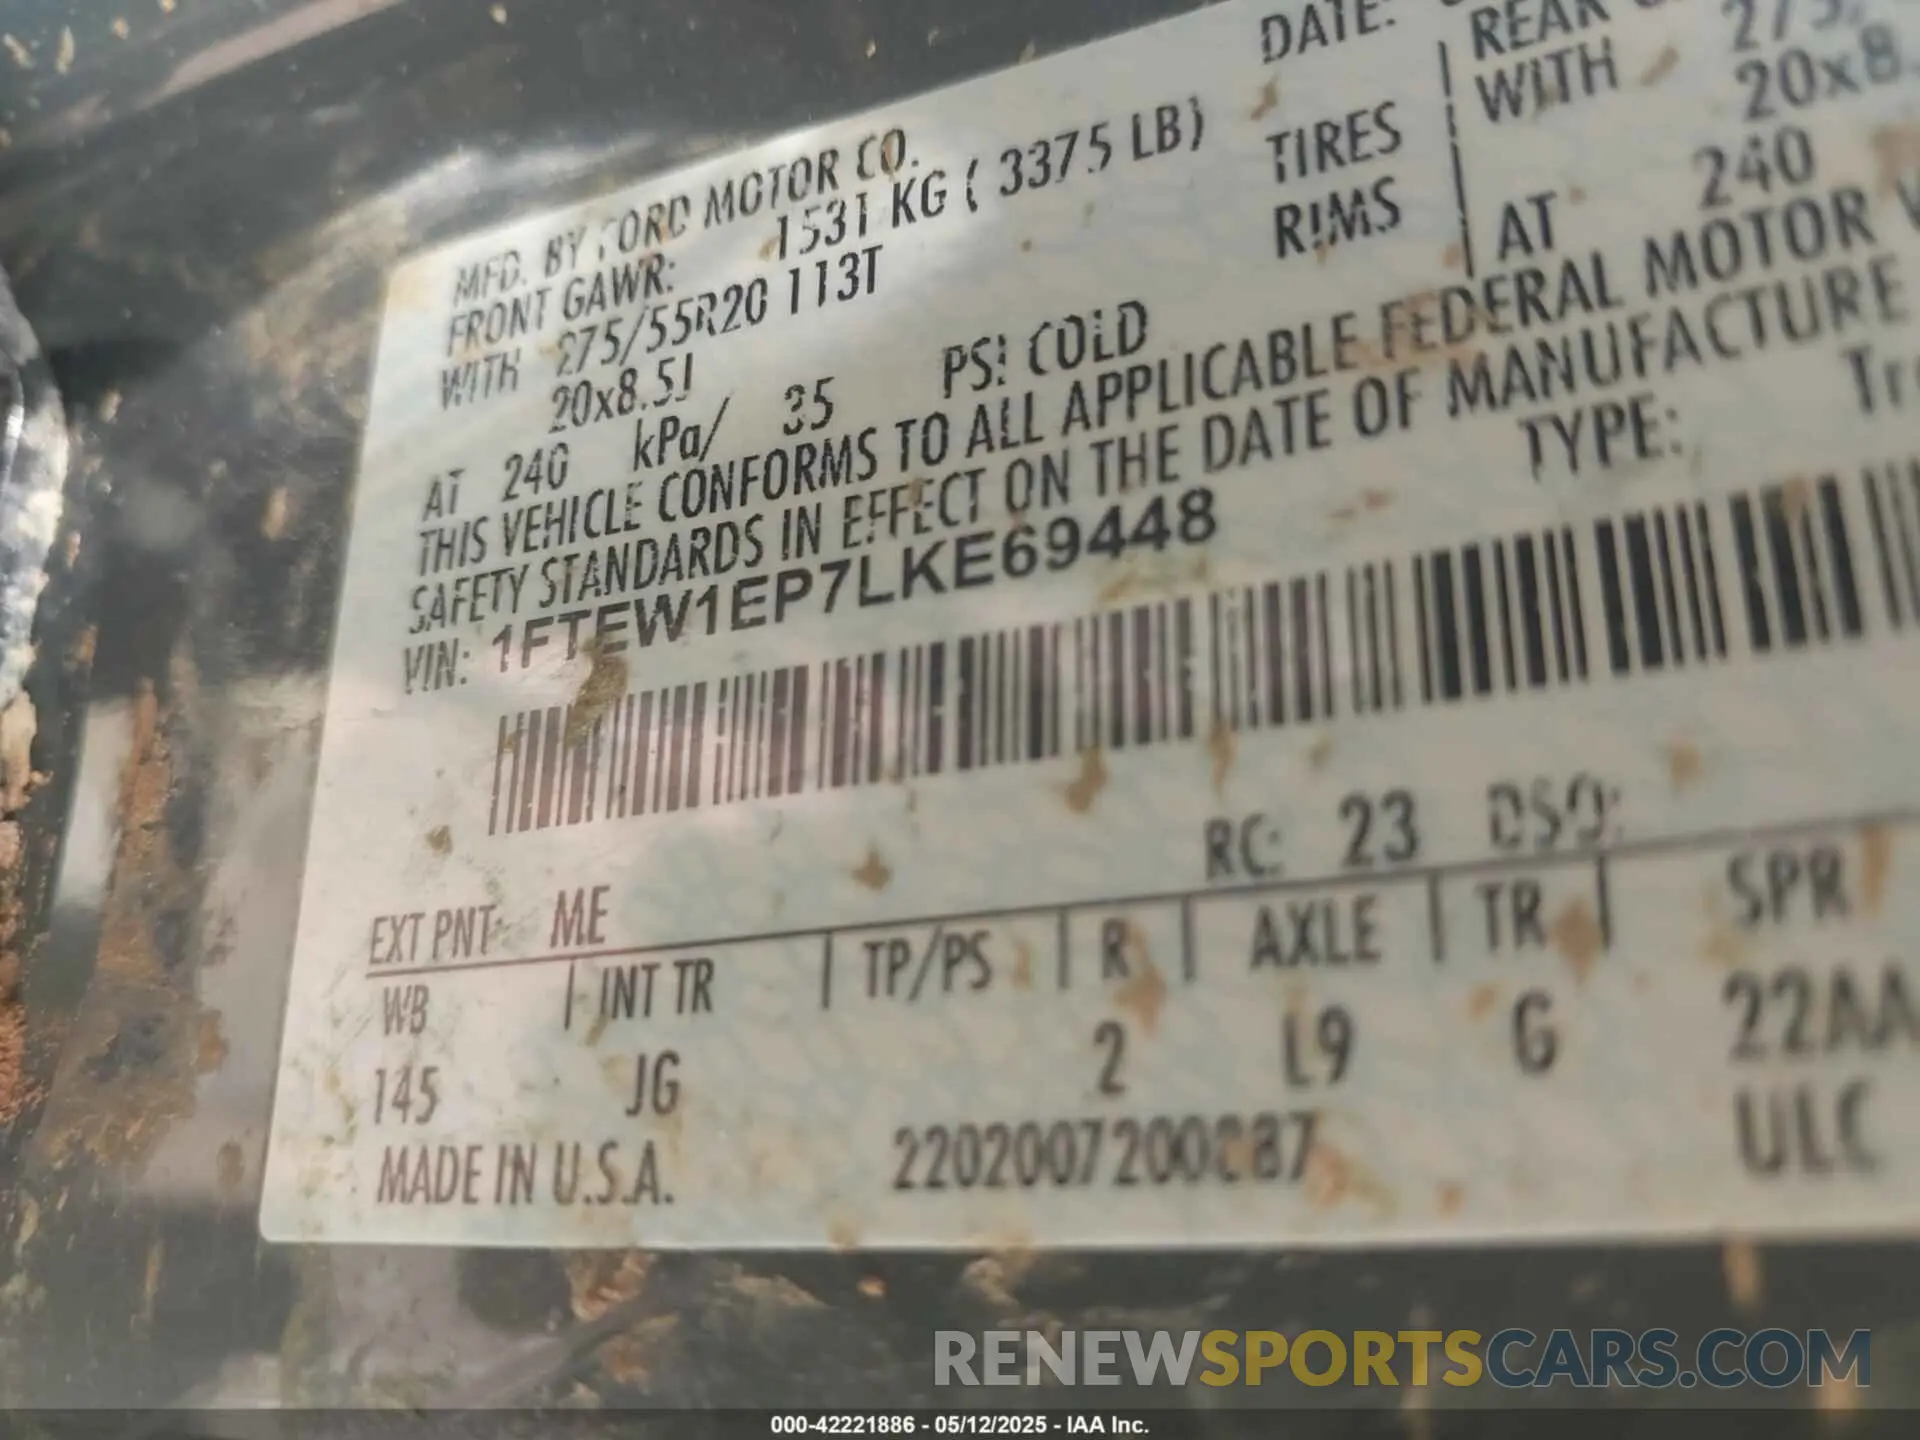 DATE:
MFD. BY FORD MOTOR CO.
FRONT GAWR: 1531 KG ( 3375 LB)
WITH 275/55R20 113T TIRES
20x8.5J RIMS
AT 240 kPa/ 35 PSI COLD
REAR
WITH
20x8.
AT 240
THIS VEHICLE CONFORMS TO ALL APPLICABLE FEDERAL MOTOR
SAFETY STANDARDS IN EFFECT ON THE DATE OF MANUFACTURE
VIN: 1FTEW1EP7LKE69448 TYPE:
EXT PNT: ME RC: 23 DSO:
WB | INT TR | TP/PS | R | AXLE | TR | SPR
145 JG 2 L9 G 22AA
MADE IN U.S.A. ULC
RENEWSPORTSCARS.COM
000-42221886 - 05/12/2025 - IAA Inc.